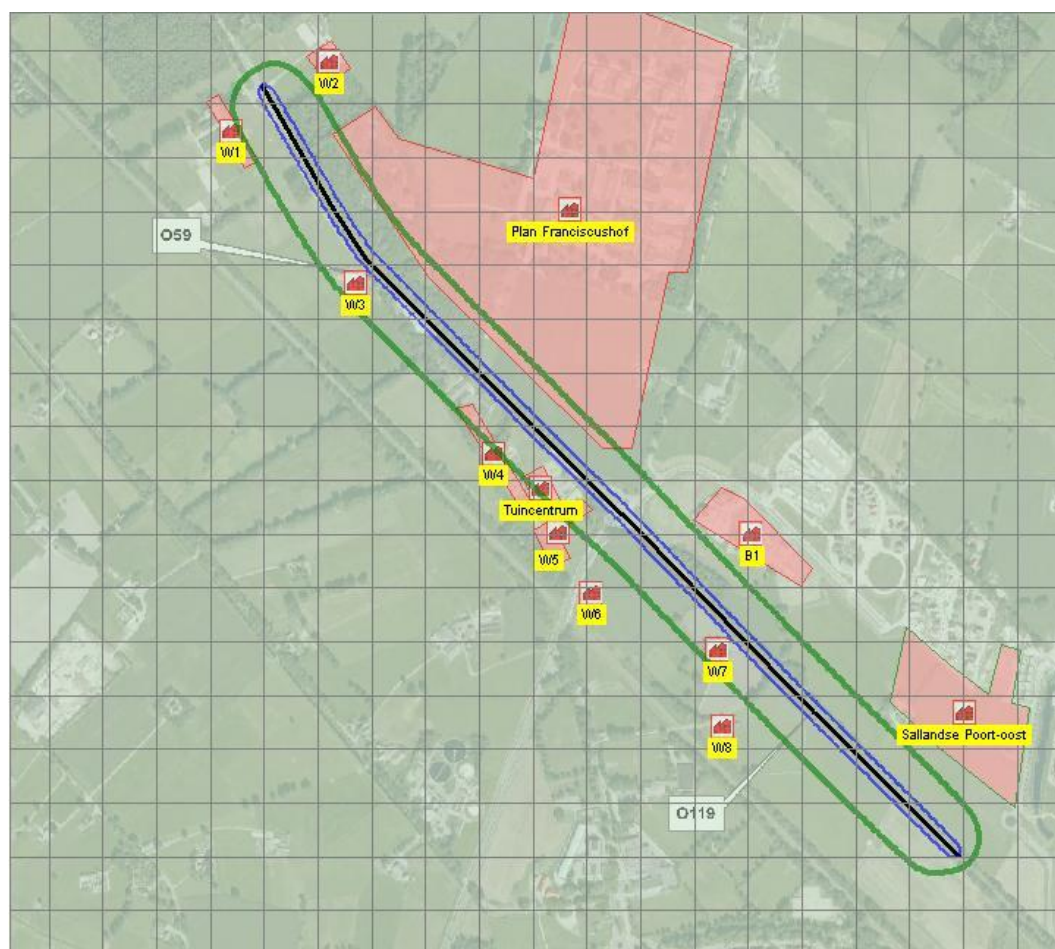 W2
W1
Plan Franciscushof
O59
W3
W4
Tuincentrum
W5
B1
W6
W7
Sallandse Poort-oost
W8
O119